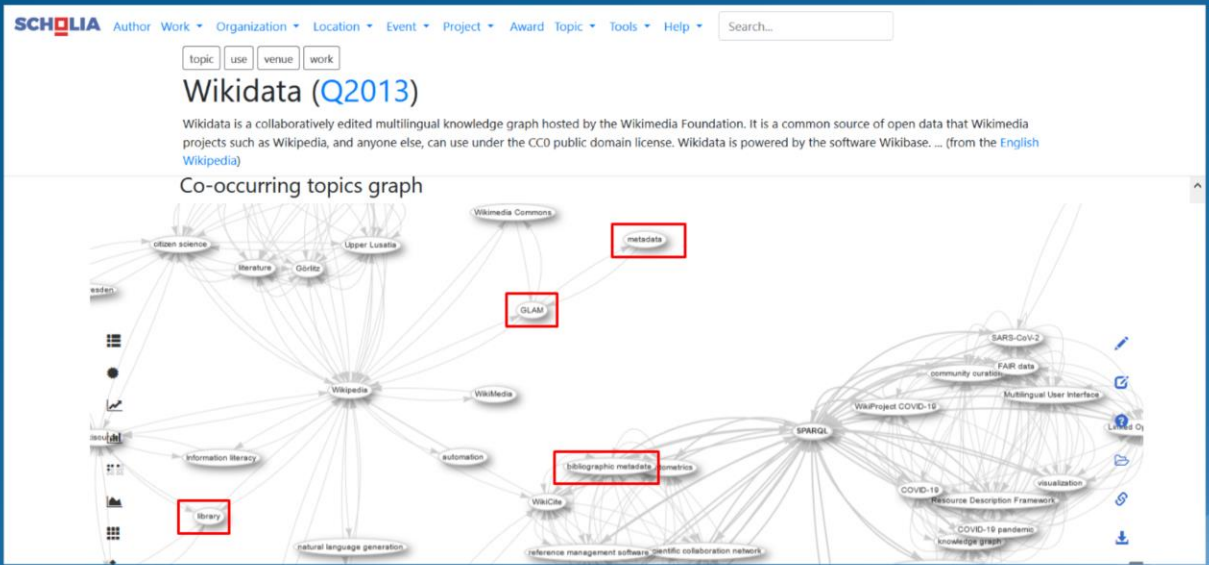 SCHOLIA Author Work Organization Location Event Project Award Topic Tools Help Search...
topic use venue work
Wikidata (Q2013)
Wikidata is a collaboratively edited multilingual knowledge graph hosted by the Wikimedia Foundation. It is a common source of open data that Wikimedia
projects such as Wikipedia, and anyone else, can use under the CC0 public domain license. Wikidata is powered by the software Wikibase. ... (from the English
Wikipedia)
Co-occurring topics graph
Wikimedia Commons
metadata
citizen science
Upper Lusatia
literature
Görlitz
GLAM
SARS-CoV-2
FAIR data
community curation
Wikipedia
WikiMedia
Multilingual User Interface
WikiProject COVID-19
SPARQL
information literacy
automation
bibliographic metadata
visualization
COVID-19
Resource Description Framework
WikiCite
library
COVID-19 pandemic
knowledge graph
natural language generation
reference management software
scientific collaboration network